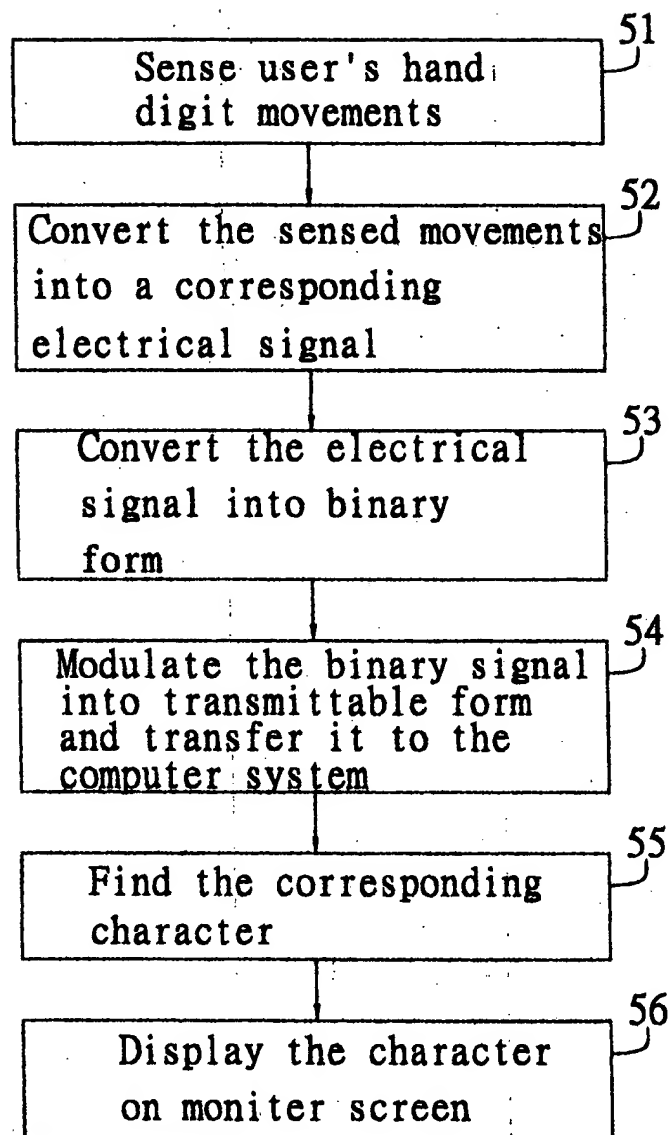 51
Sense user's hand
digit movements
52
Convert the sensed movements
into a corresponding
electrical signal
53
Convert the electrical
signal into binary
form
54
Modulate the binary signal
into transmittable form
and transfer it to the
computer system
55
Find the corresponding
character
56
Display the character
on moniter screen